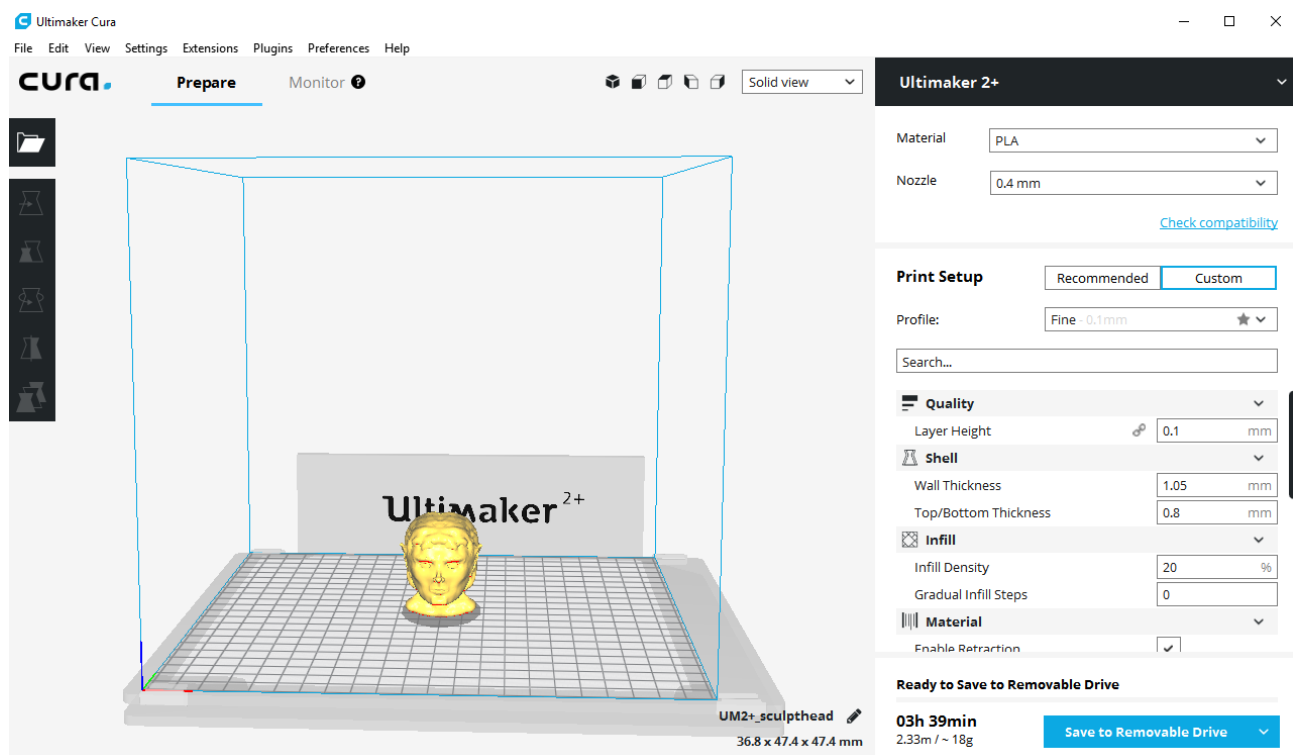 Ultimaker Cura
File Edit View Settings Extensions Plugins Preferences Help
cura.
Prepare Monitor ?
Solid view
Ultimaker 2+
Material PLA
Nozzle 0.4 mm
Check compatibility
Print Setup Recommended Custom
Profile: Fine - 0.1mm
Search...
Quality
Layer Height 0.1 mm
Shell
Wall Thickness 1.05 mm
Top/Bottom Thickness 0.8 mm
Infill
Infill Density 20 %
Gradual Infill Steps 0
Material
Enable Retraction
Ultimaker 2+
UM2+_sculpthead
36.8 x 47.4 x 47.4 mm
Ready to Save to Removable Drive
03h 39min
2.33m / ~ 18g
Save to Removable Drive